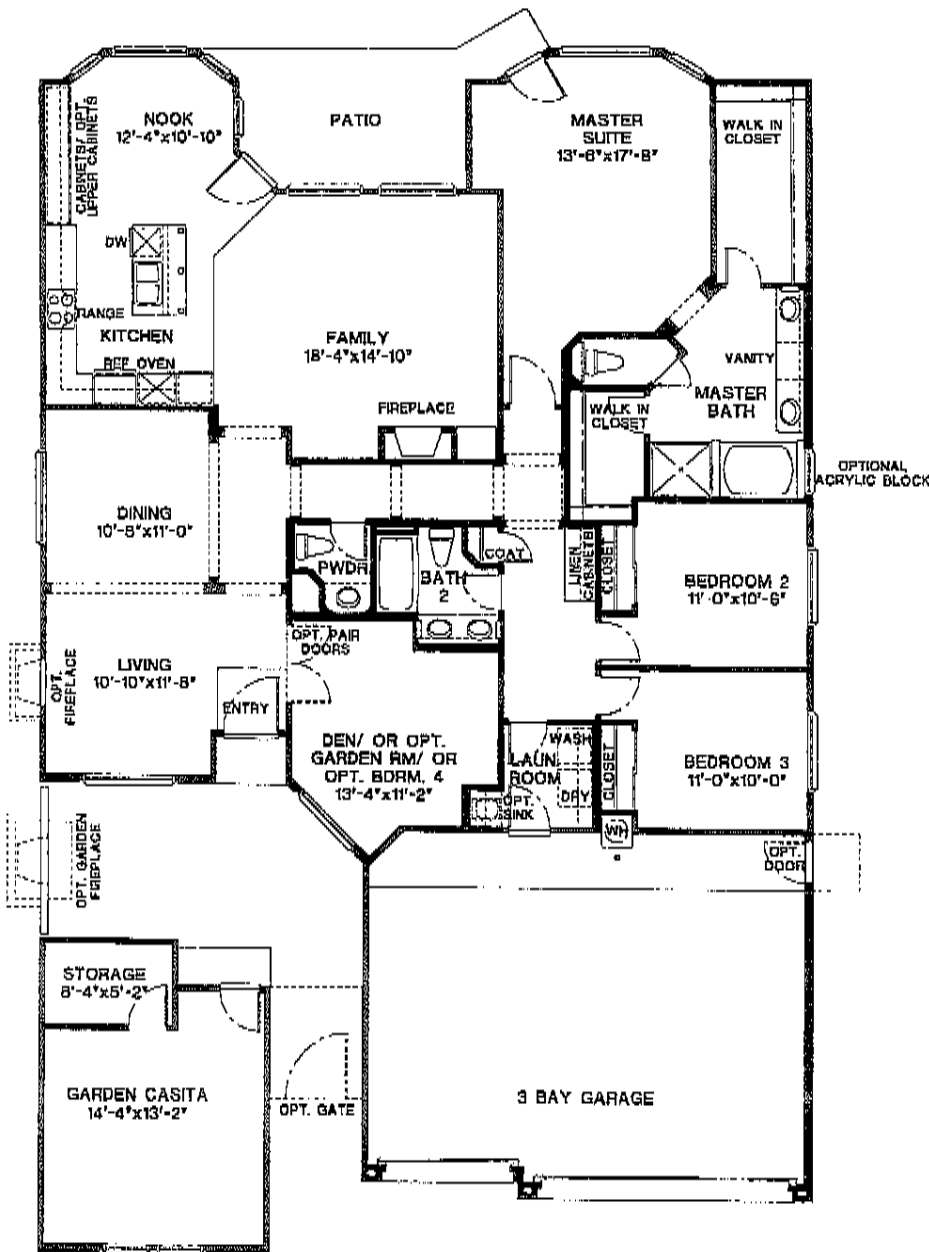 NOOK
12'-4"x10'-10"
PATIO
MASTER
SUITE
13'-6"x17'-8"
WALK IN
CLOSET
CABINETS/ OPT.
UPPER CABINETS
DW
RANGE
KITCHEN
REF OVEN
FAMILY
18'-4"x14'-10"
FIREPLACE
VANITY
MASTER
BATH
WALK IN
CLOSET
OPTIONAL
ACRYLIC BLOCK
DINING
10'-8"x11'-0"
PWDR
BATH
2
COAT
LINEN
CABINETS
CLOSET
BEDROOM 2
11'-0"x10'-6"
OPT. PAIR
DOORS
LIVING
10'-10"x11'-8"
OPT.
FIREPLACE
ENTRY
DEN/ OR OPT.
GARDEN RM/ OR
OPT. BDRM. 4
13'-4"x11'-2"
WASH
LAUN
ROOM
DRY
OPT.
SINK
CLOSET
BEDROOM 3
11'-0"x10'-0"
WH
OPT.
DOOR
OPT. GARDEN
FIREPLACE
STORAGE
8'-4"x5'-2"
GARDEN CASITA
14'-4"x13'-2"
OPT. GATE
3 BAY GARAGE